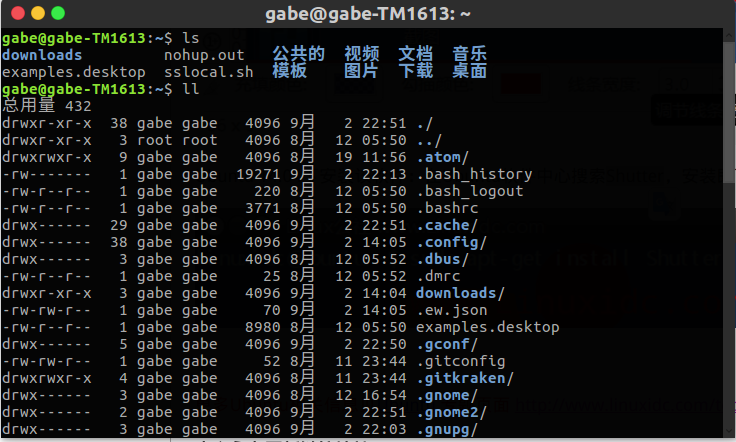 gabe@gabe-TM1613: ~
gabe@gabe-TM1613:~$ ls
downloads         nohup.out   公共的  视频  文档  音乐
examples.desktop  sslocal.sh  模板    图片  下载  桌面
gabe@gabe-TM1613:~$ ll
总用量 432
drwxr-xr-x  38 gabe gabe   4096 9月   2 22:51 ./
drwxr-xr-x   3 root root   4096 8月  12 05:50 ../
drwxrwxr-x   9 gabe gabe   4096 8月  19 11:56 .atom/
-rw-------   1 gabe gabe  19271 9月   2 22:13 .bash_history
-rw-r--r--   1 gabe gabe    220 8月  12 05:50 .bash_logout
-rw-r--r--   1 gabe gabe   3771 8月  12 05:50 .bashrc
drwx------  29 gabe gabe   4096 9月   2 22:51 .cache/
drwx------  38 gabe gabe   4096 9月   2 14:05 .config/
drwx------   3 gabe gabe   4096 8月  12 05:52 .dbus/
-rw-r--r--   1 gabe gabe     25 8月  12 05:52 .dmrc
drwxr-xr-x   3 gabe gabe   4096 9月   2 14:04 downloads/
-rw-rw-r--   1 gabe gabe     70 9月   2 14:05 .ew.json
-rw-r--r--   1 gabe gabe   8980 8月  12 05:50 examples.desktop
drwx------   5 gabe gabe   4096 9月   2 22:50 .gconf/
-rw-rw-r--   1 gabe gabe     52 8月  11 23:44 .gitconfig
drwxrwxr-x   4 gabe gabe   4096 8月  11 23:44 .gitkraken/
drwx------   3 gabe gabe   4096 8月  12 16:54 .gnome/
drwx------   2 gabe gabe   4096 9月   2 22:51 .gnome2/
drwx------   2 gabe gabe   4096 9月   2 22:03 .gnupg/